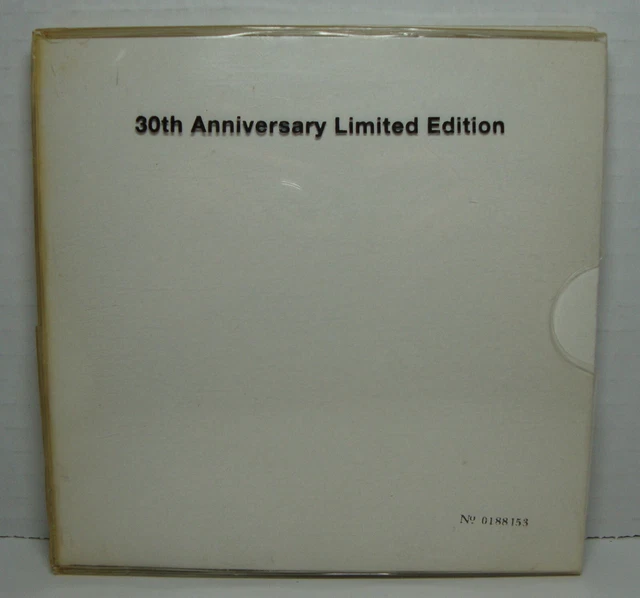 30th Anniversary Limited Edition
Nº 0188153